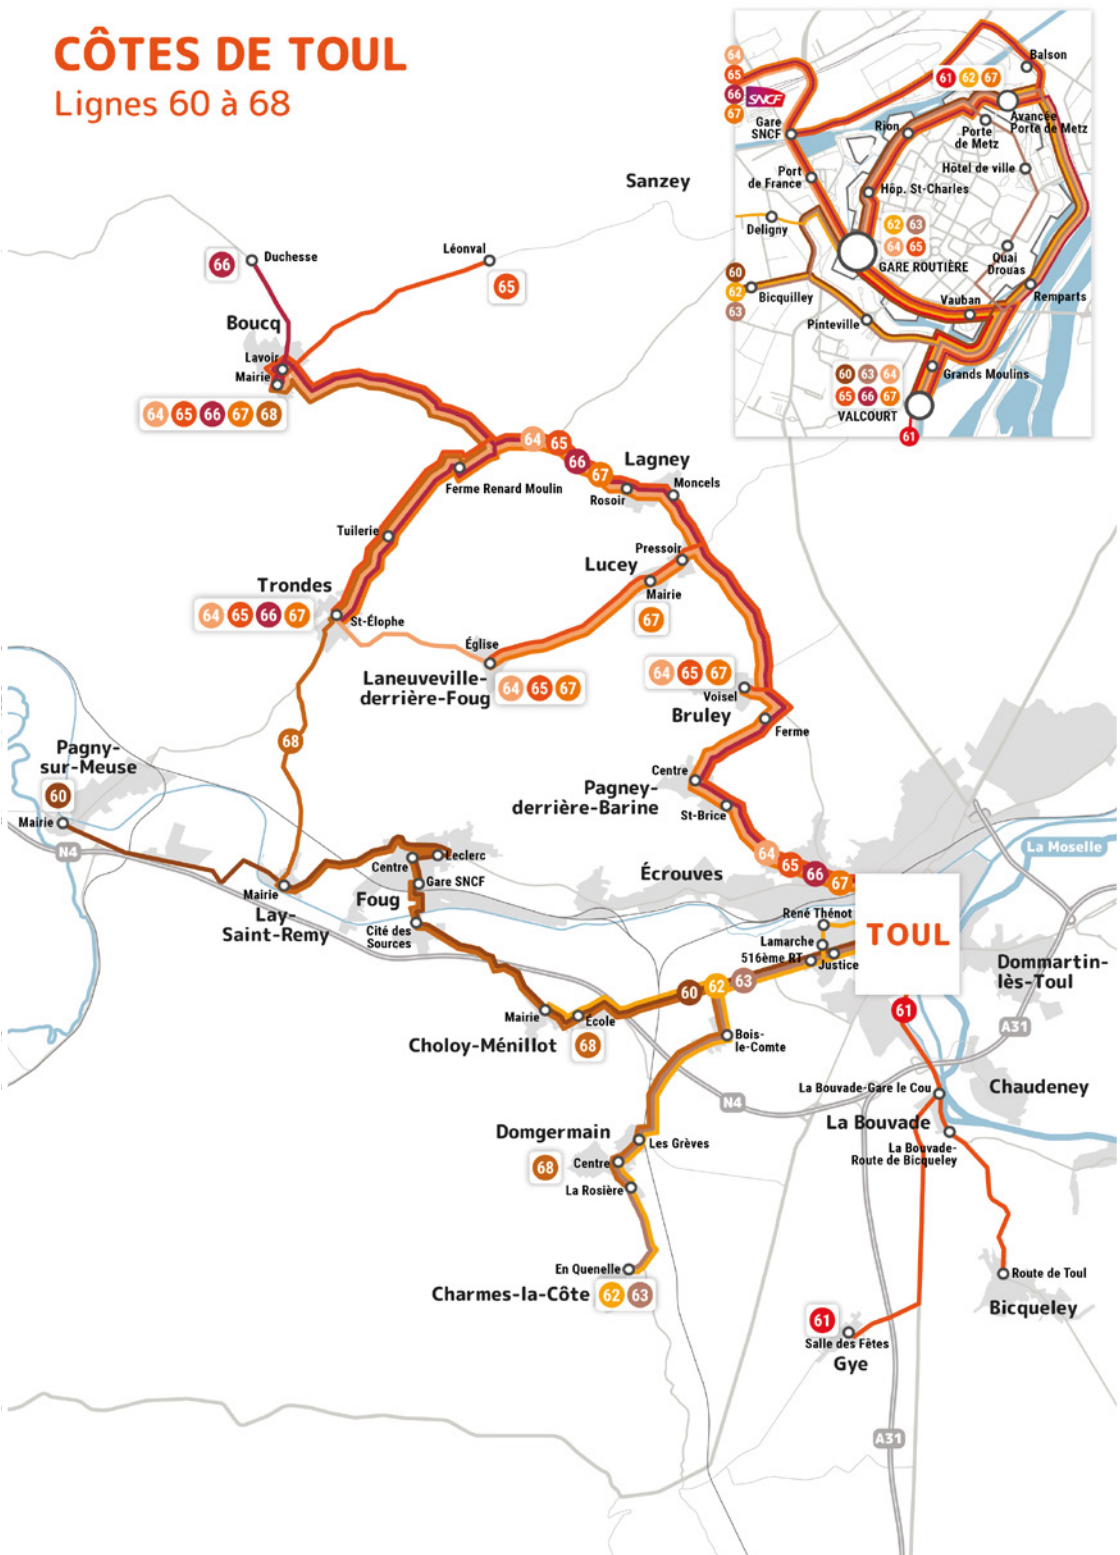 CÔTES DE TOUL
Lignes 60 à 68
64
65
66
67
SNCF
Gare
SNCF
61 62 67
Balson
Avancée
Porte de Metz
Rion
Porte
de Metz
Hôtel de ville
Port
de France
Hôp. St-Charles
Deligny
62 63
64 65
GARE ROUTIÈRE
Quai
Drouas
60
62
63
Bicquilley
Vauban
Remparts
Pinteville
60 63 64
65 66 67
VALCOURT
Grands Moulins
61
Sanzey
66
Duchesse
Léonval
65
Boucq
Lavoir
Mairie
64 65 66 67 68
64
65
66
67
Lagney
Ferme Renard Moulin
Rosoir
Moncels
Tuilerie
Pressoir
Lucey
Mairie
67
Trondes
64 65 66 67
St-Élophe
Église
Laneuveville-
derrière-Foug
64 65 67
64 65 67
Voisel
Bruley
Ferme
68
Pagny-
sur-Meuse
60
Mairie
N4
Centre
Pagney-
derrière-Barine
St-Brice
64
65
66
67
La Moselle
Leclerc
Centre
Gare SNCF
Écrouves
Mairie
Foug
Lay-
Saint-Remy
Cité des
Sources
René Thénot
Lamarche
516ème RT
Justice
TOUL
Dommartin-
lès-Toul
60
62
63
61
A31
Mairie
École
Choloy-Ménillot
68
Bois-
le-Comte
N4
La Bouvade-Gare le Cou
Chaudeney
La Bouvade
Domgermain
Les Grèves
La Bouvade-
Route de Bicqueley
68
Centre
La Rosière
En Quenelle
Charmes-la-Côte
62 63
Route de Toul
Bicqueley
61
Salle des Fêtes
Gye
A31